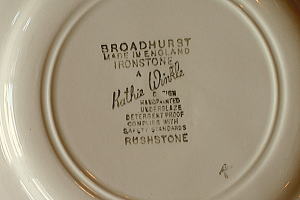 BROADHURST
MADE IN ENGLAND
IRONSTONE
A
Kathie Winkle
DESIGN
HANDPAINTED
UNDERGLAZE
DETERGENT PROOF
COMPLIES WITH
SAFETY STANDARDS
RUSHSTONE